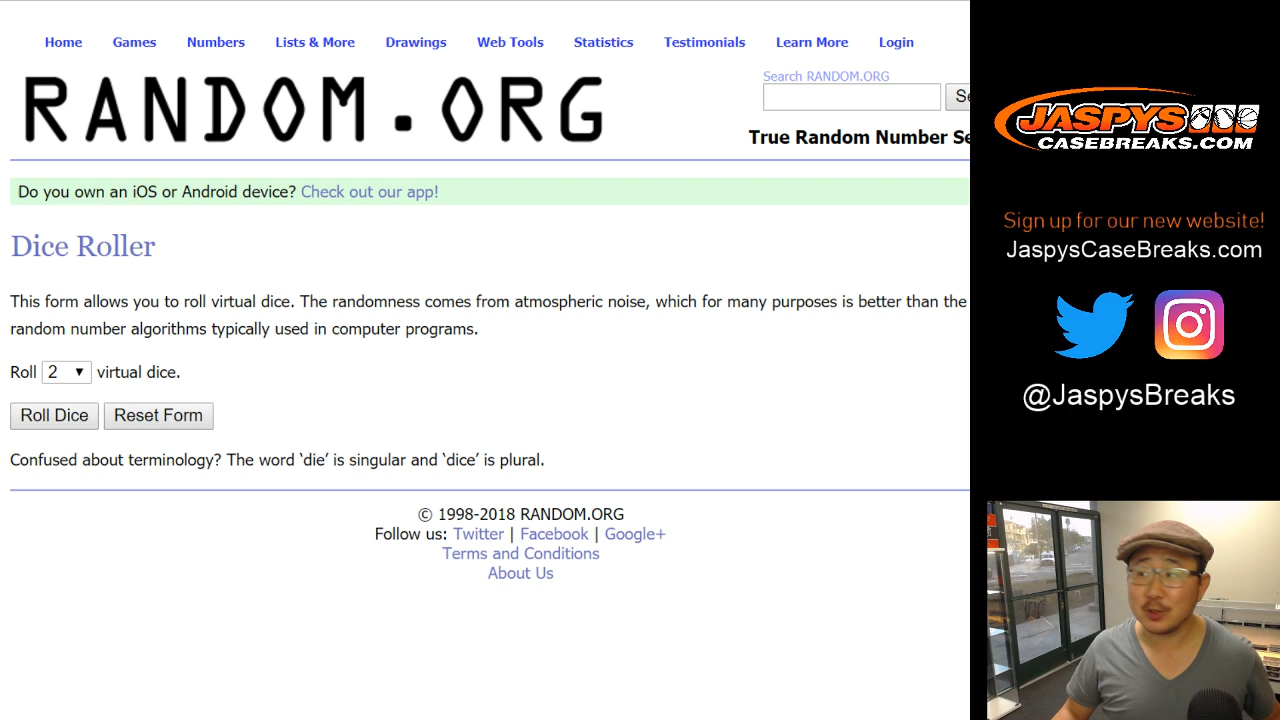 Home Games Numbers Lists & More Drawings Web Tools Statistics Testimonials Learn More Login
RANDOM.ORG
Search RANDOM.ORG
Se
True Random Number Se
Do you own an iOS or Android device? Check out our app!
Dice Roller
This form allows you to roll virtual dice. The randomness comes from atmospheric noise, which for many purposes is better than the
random number algorithms typically used in computer programs.
Roll 2 virtual dice.
Roll Dice Reset Form
Confused about terminology? The word ‘die’ is singular and ‘dice’ is plural.
© 1998-2018 RANDOM.ORG
Follow us: Twitter | Facebook | Google+
Terms and Conditions
About Us
JASPYS
CASEBREAKS.COM
Sign up for our new website!
JaspysCaseBreaks.com
@JaspysBreaks